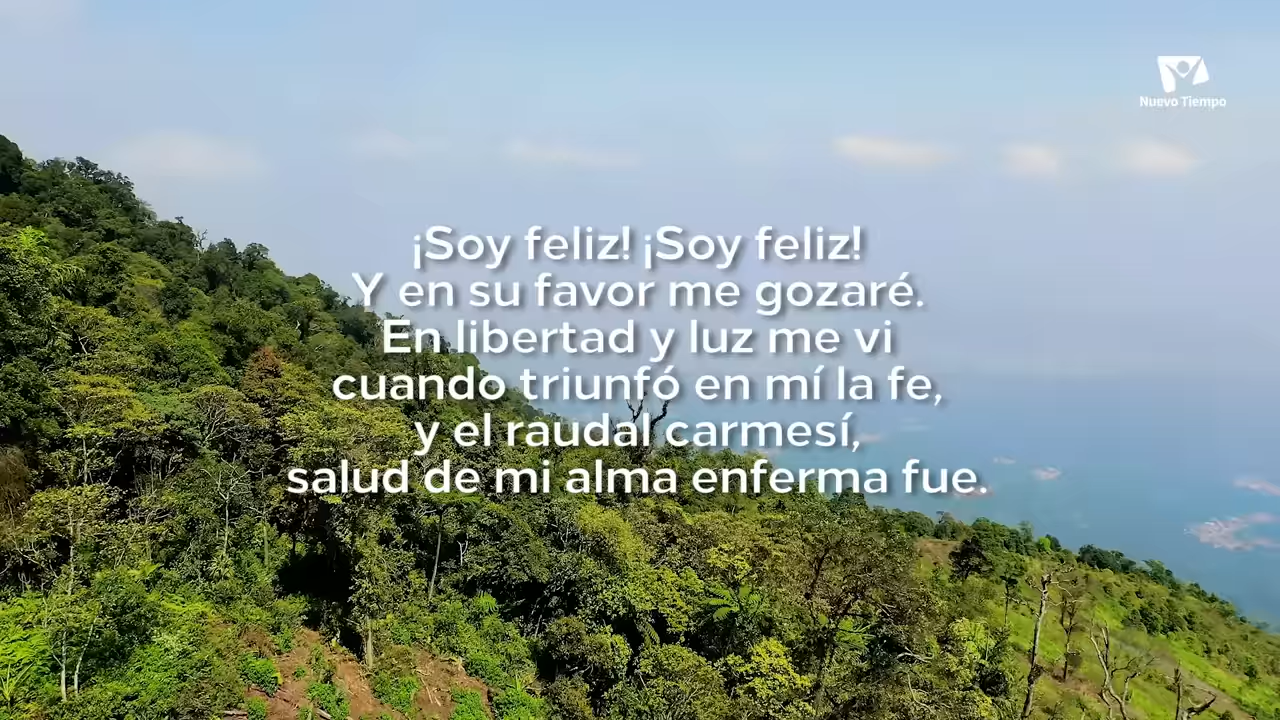 Nuevo Tiempo
¡Soy feliz! ¡Soy feliz!
Y en su favor me gozaré.
En libertad y luz me vi
cuando triunfó en mí la fe,
y el raudal carmesí,
salud de mi alma enferma fue.